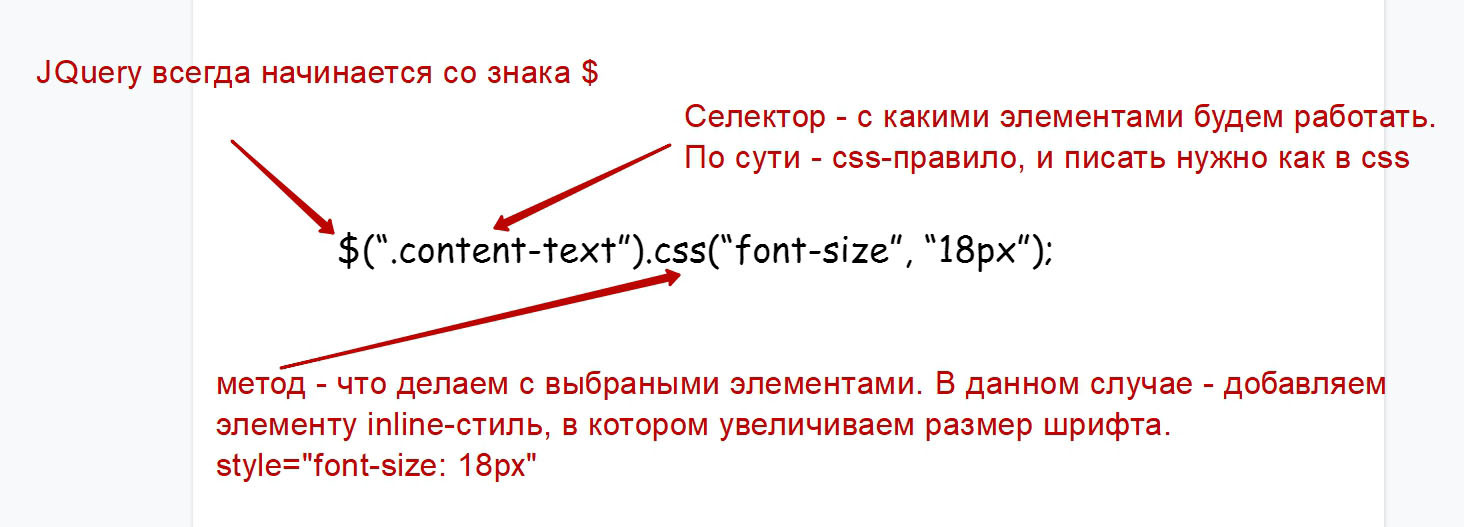 JQuery всегда начинается со знака $
Селектор - с какими элементами будем работать.
По сути - css-правило, и писать нужно как в css
$(“.content-text”).css(“font-size”, “18px”);
метод - что делаем с выбраными элементами. В данном случае - добавляем
элементу inline-стиль, в котором увеличиваем размер шрифта.
style="font-size: 18px"